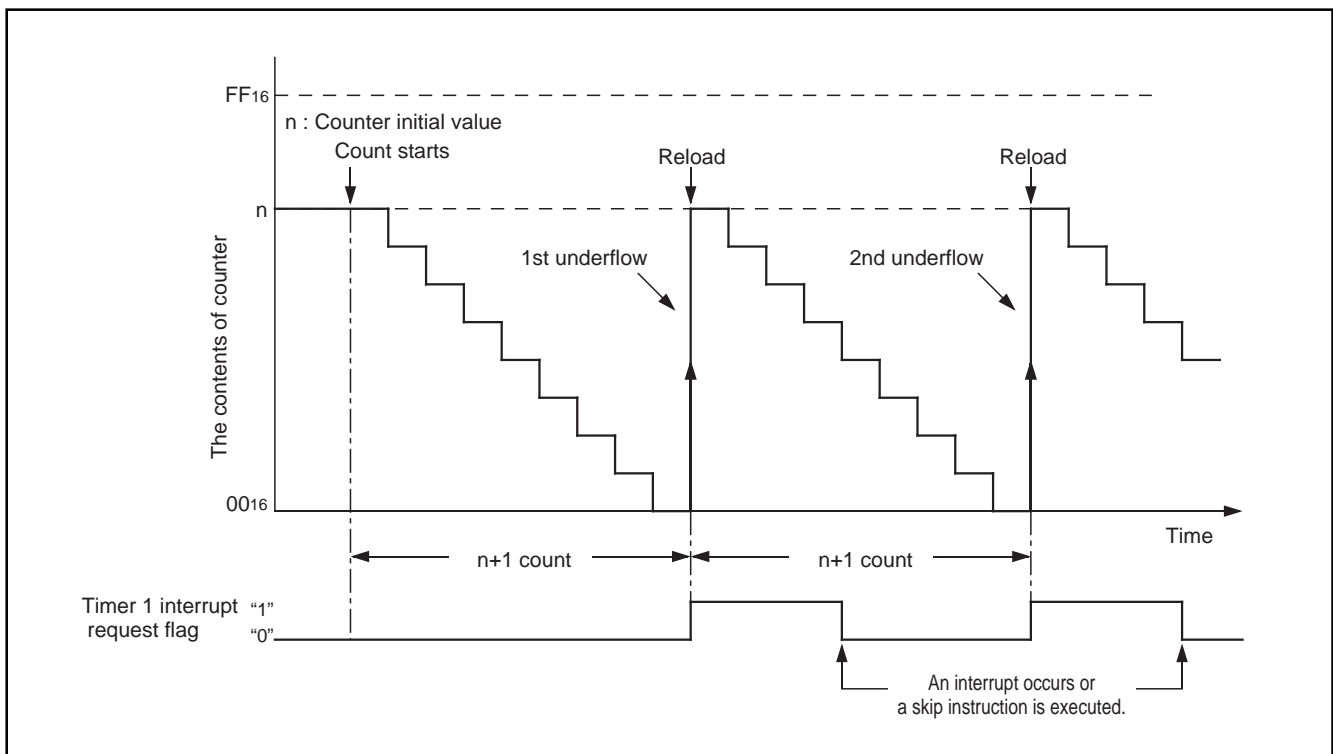 FF16
n : Counter initial value
Count starts
Reload
Reload
n
1st underflow
2nd underflow
The contents of counter
0016
Time
n+1 count
n+1 count
Timer 1 interrupt
request flag
“1”
“0”
An interrupt occurs or
a skip instruction is executed.